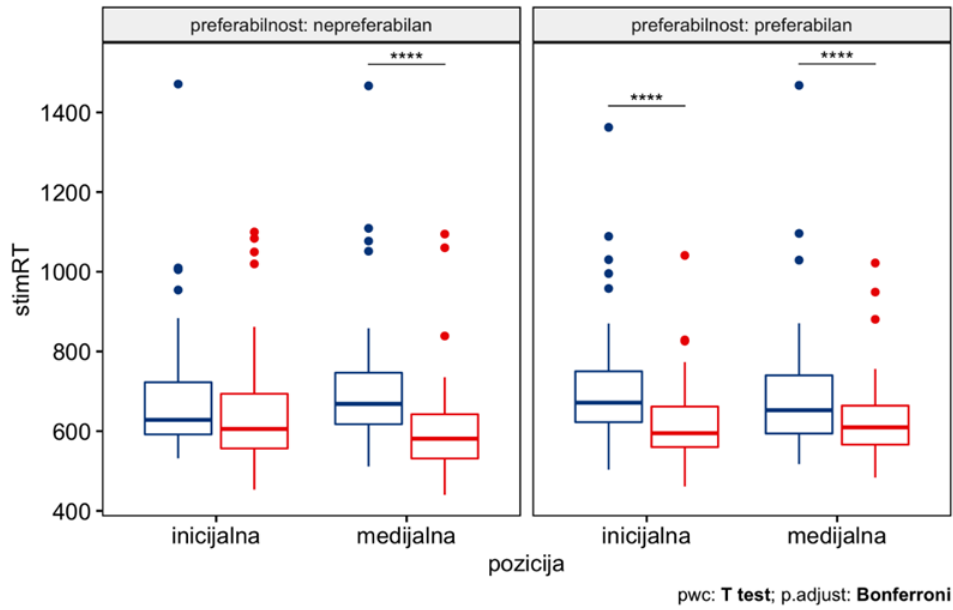 preferabilnost: nepreferabilan
preferabilnost: preferabilan
****
****
****
1400
1200
1000
800
600
400
stimRT
inicijalna
medijalna
inicijalna
medijalna
pozicija
pwc: T test; p.adjust: Bonferroni